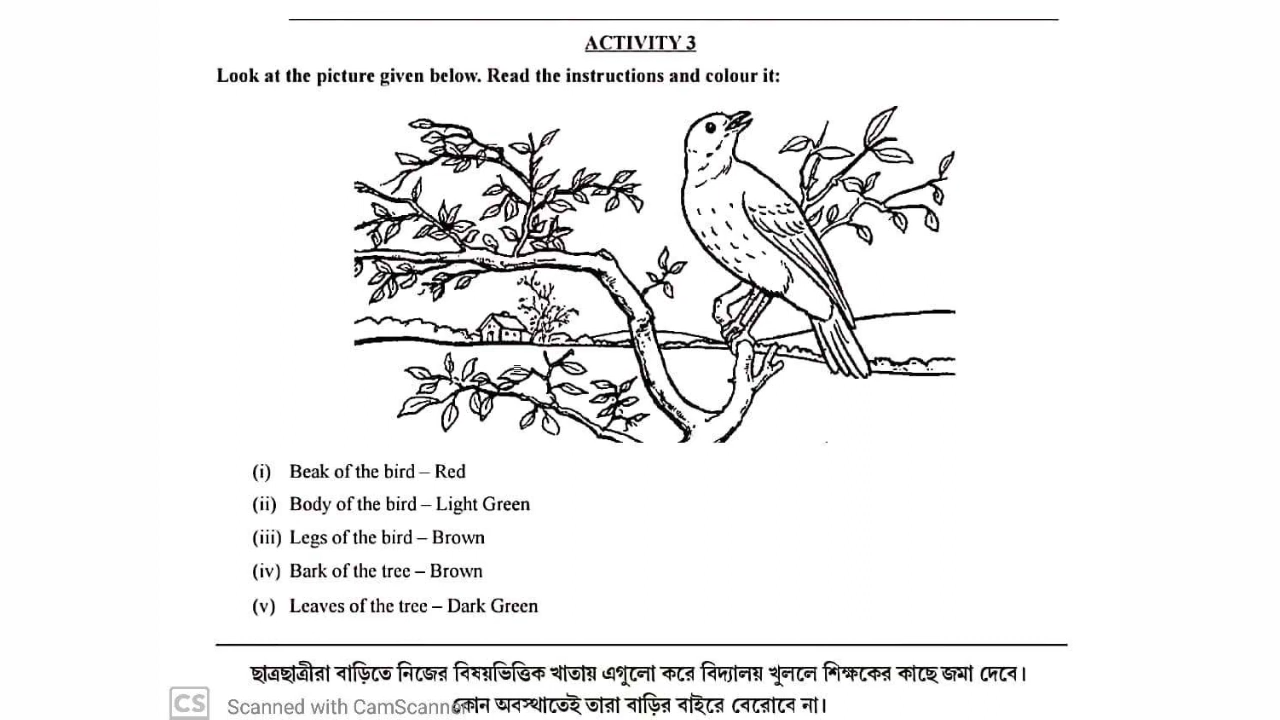 ACTIVITY 3
Look at the picture given below. Read the instructions and colour it:
(i) Beak of the bird – Red
(ii) Body of the bird – Light Green
(iii) Legs of the bird – Brown
(iv) Bark of the tree – Brown
(v) Leaves of the tree – Dark Green
ছাত্রছাত্রীরা বাড়িতে নিজের বিষয়ভিত্তিক খাতায় এগুলো করে বিদ্যালয় খুললে শিক্ষকের কাছে জমা দেবে।
কোন অবস্থাতেই তারা বাড়ির বাইরে বেরোবে না।
CS Scanned with CamScanner